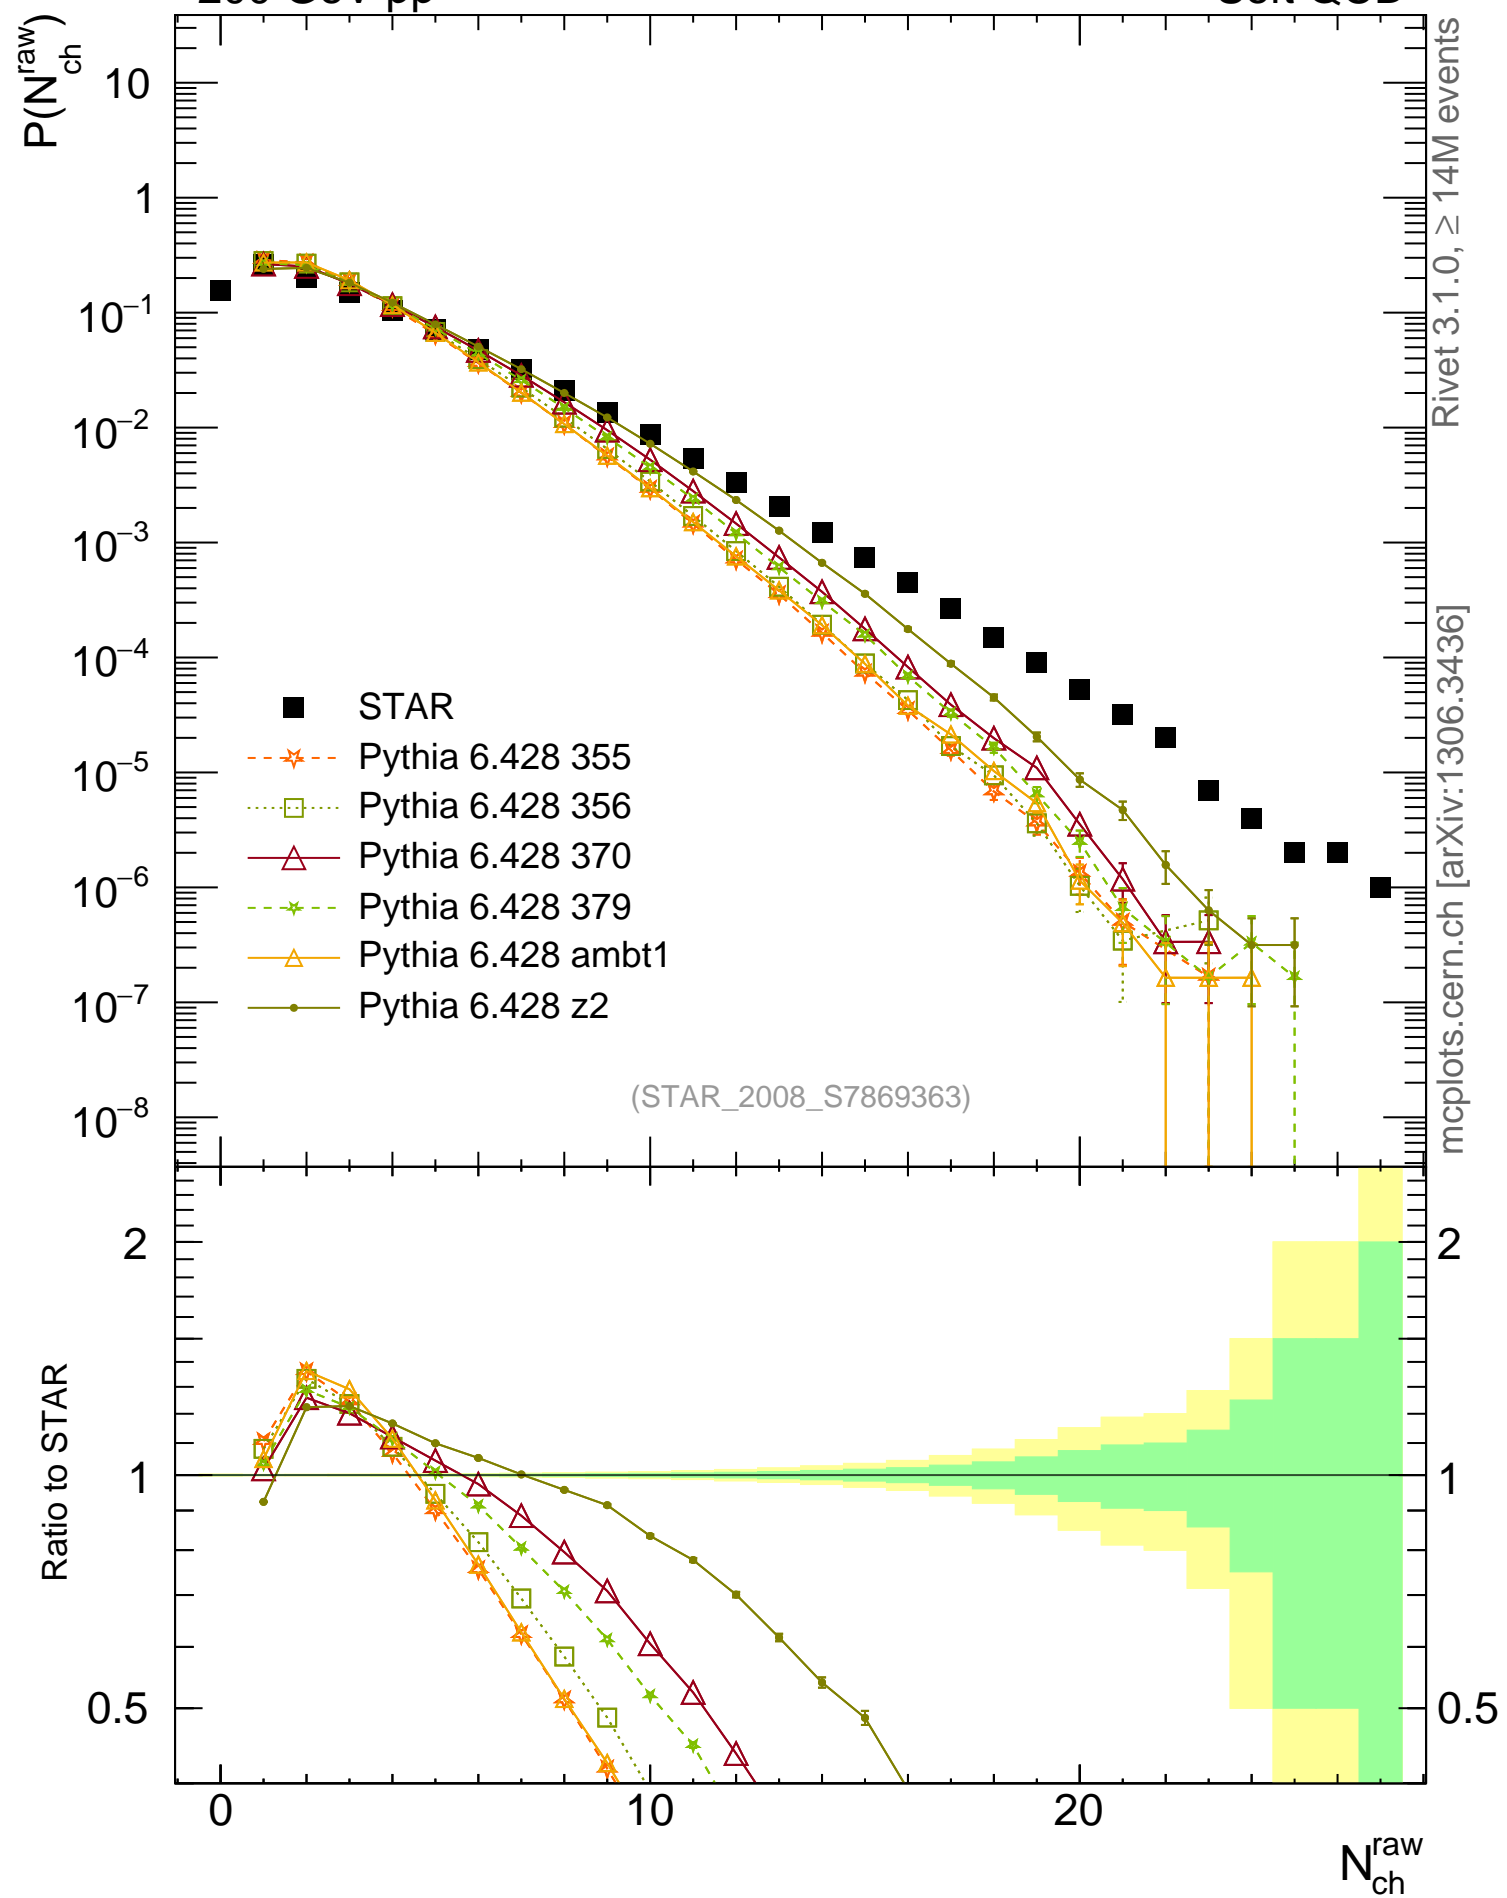 P(N_ch^raw)
10
1
10⁻¹
10⁻²
10⁻³
10⁻⁴
10⁻⁵
10⁻⁶
10⁻⁷
10⁻⁸
STAR
Pythia 6.428 355
Pythia 6.428 356
Pythia 6.428 370
Pythia 6.428 379
Pythia 6.428 ambt1
Pythia 6.428 z2
(STAR_2008_S7869363)
Rivet 3.1.0, ≥ 14M events
mcplots.cern.ch [arXiv:1306.3436]
Ratio to STAR
2
1
0.5
2
1
0.5
0
10
20
N_ch^raw